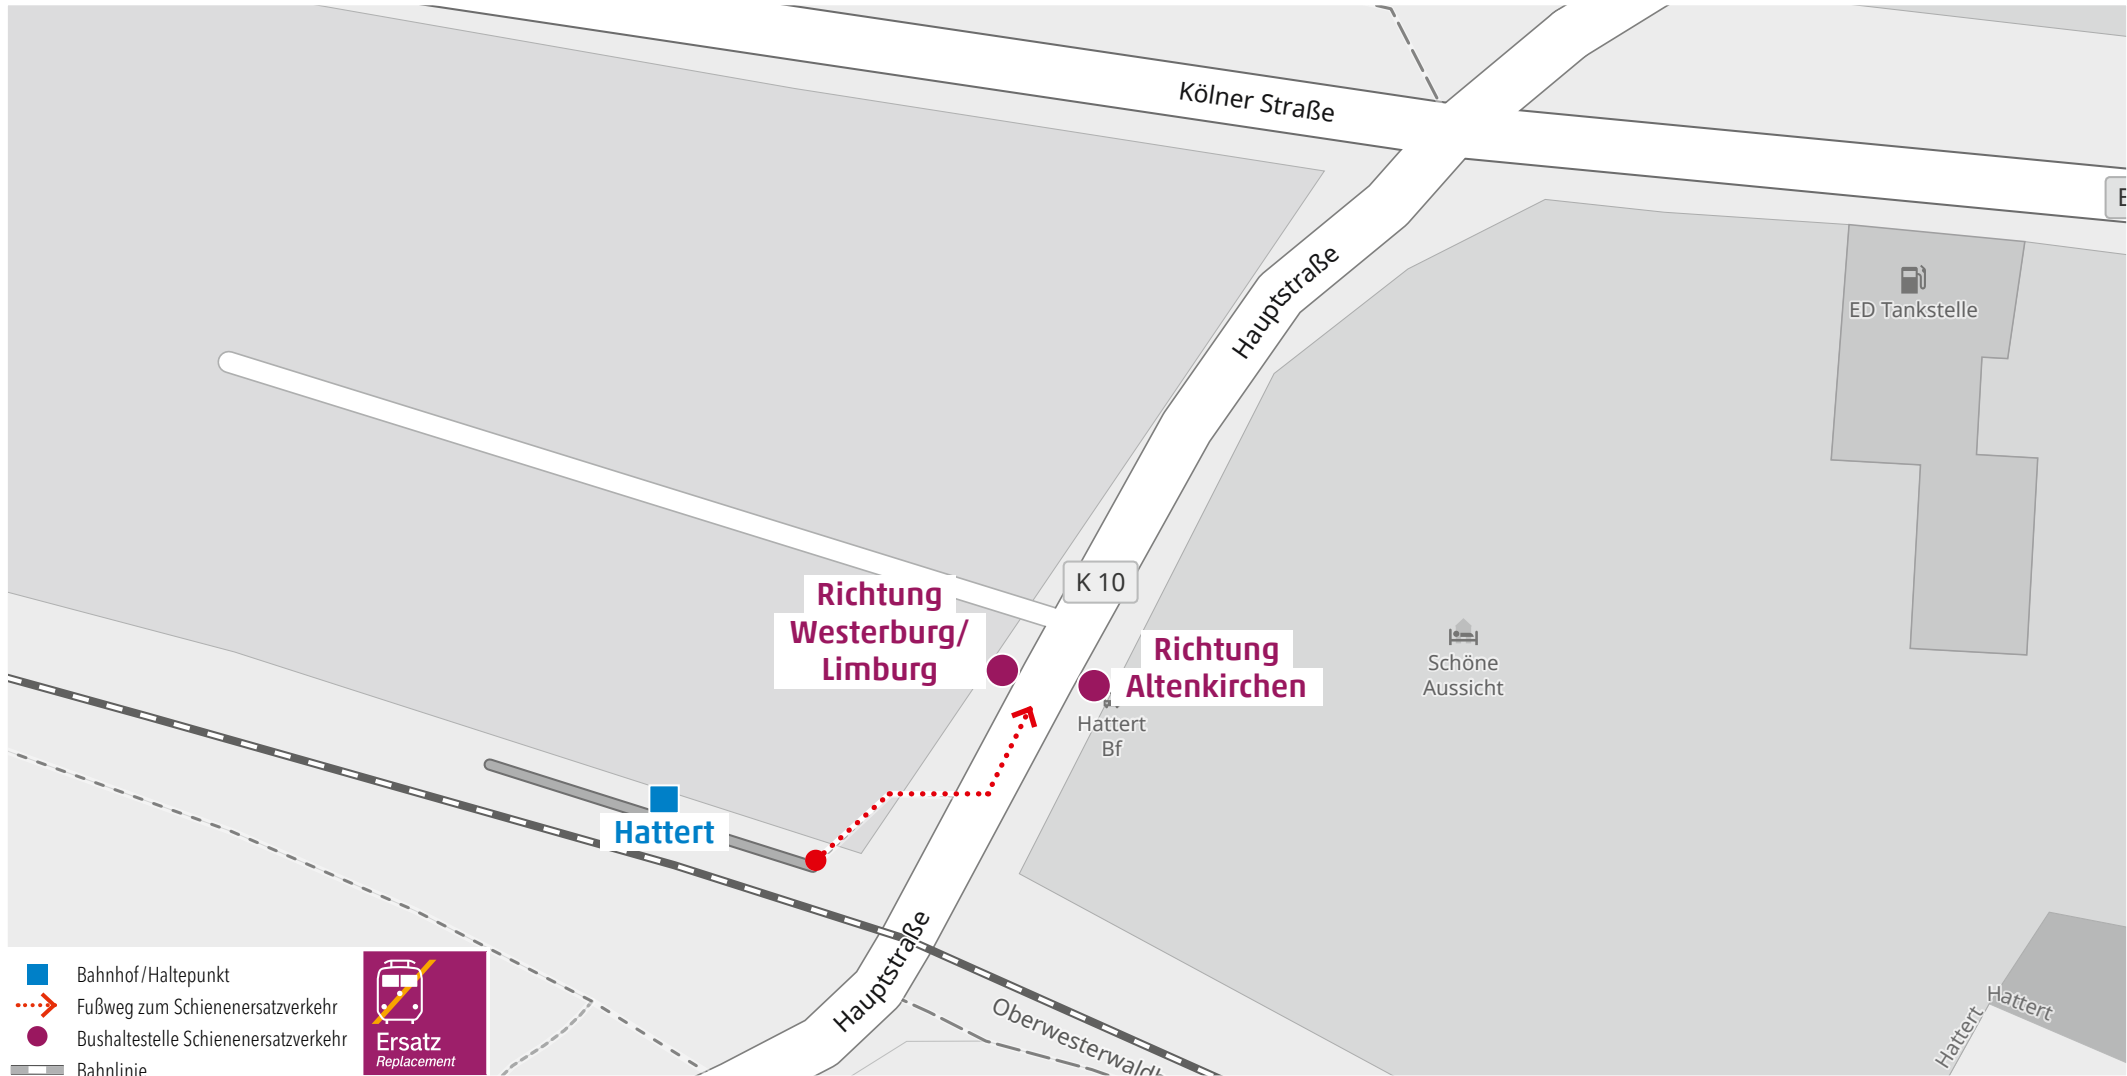 Kölner Straße
B
Hauptstraße
ED Tankstelle
K 10
Richtung
Westerburg/
Limburg
Richtung
Altenkirchen
Schöne
Aussicht
Hattert
Bf
Hattert
Hauptstraße
Hattert
Hattert
Bahnhof/Haltepunkt
Fußweg zum Schienenersatzverkehr
Bushaltestelle Schienenersatzverkehr
Bahnlinie
Ersatz
Replacement